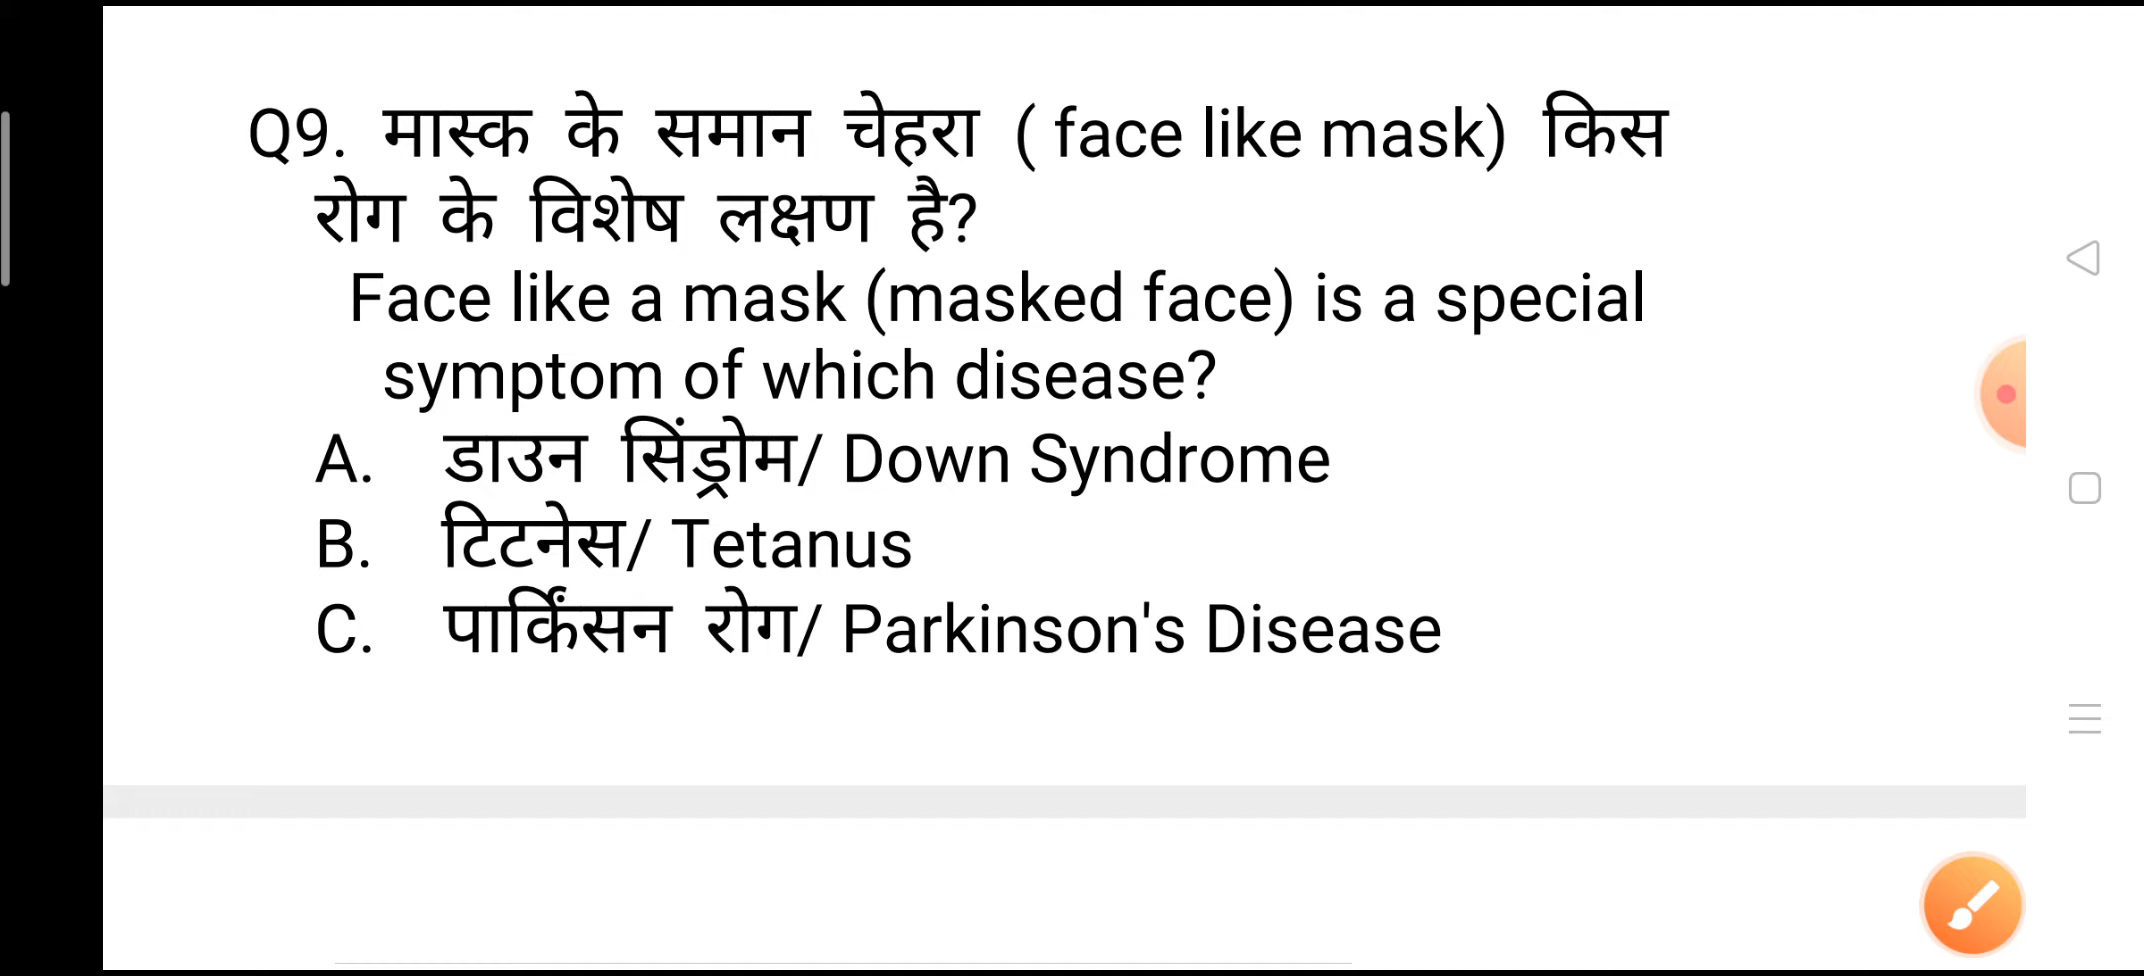 Q9. मास्क के समान चेहरा ( face like mask) किस
रोग के विशेष लक्षण है?
Face like a mask (masked face) is a special
symptom of which disease?
A. डाउन सिंड्रोम/ Down Syndrome
B. टिटनेस/ Tetanus
C. पार्किंसन रोग/ Parkinson's Disease